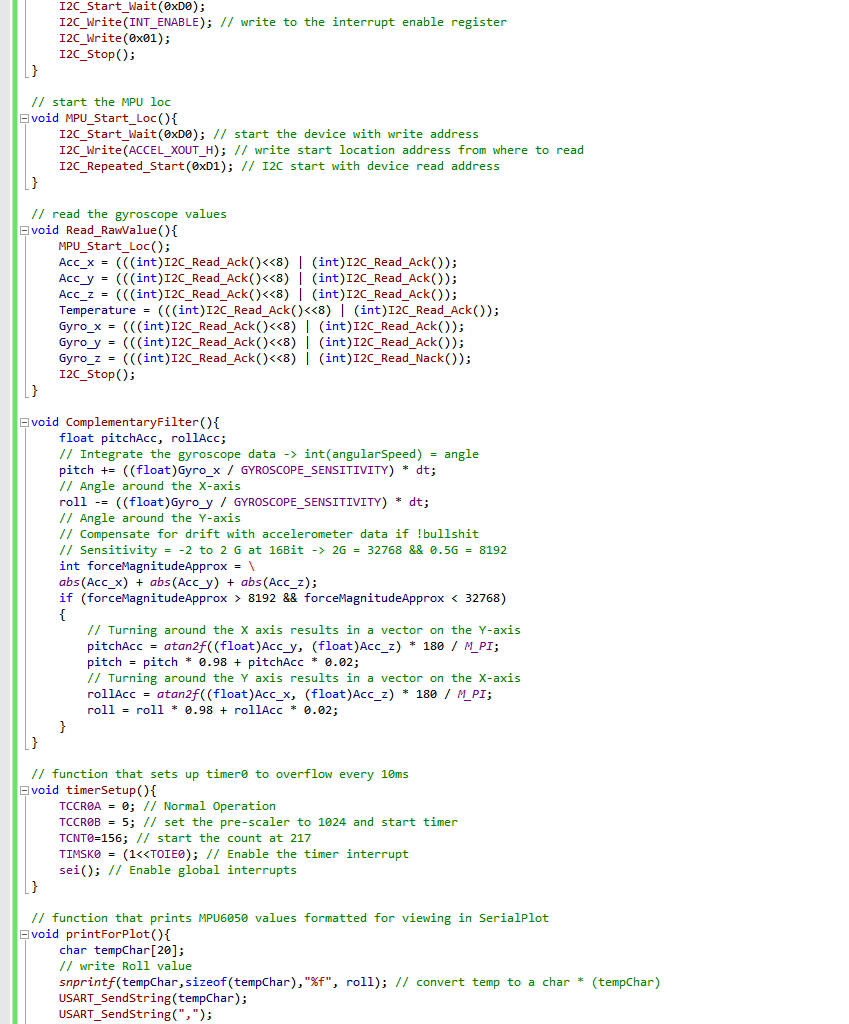 I2C_Start_Wait(0xD0);
I2C_Write(INT_ENABLE); // write to the interrupt enable register
I2C_Write(0x01);
I2C_Stop();
}
// start the MPU loc
void MPU_Start_Loc(){
I2C_Start_Wait(0xD0); // start the device with write address
I2C_Write(ACCEL_XOUT_H); // write start location address from where to read
I2C_Repeated_Start(0xD1); // I2C start with device read address
}
// read the gyroscope values
void Read_RawValue(){
MPU_Start_Loc();
Acc_x = (((int)I2C_Read_Ack()<<8) | (int)I2C_Read_Ack());
Acc_y = (((int)I2C_Read_Ack()<<8) | (int)I2C_Read_Ack());
Acc_z = (((int)I2C_Read_Ack()<<8) | (int)I2C_Read_Ack());
Temperature = (((int)I2C_Read_Ack()<<8) | (int)I2C_Read_Ack());
Gyro_x = (((int)I2C_Read_Ack()<<8) | (int)I2C_Read_Ack());
Gyro_y = (((int)I2C_Read_Ack()<<8) | (int)I2C_Read_Ack());
Gyro_z = (((int)I2C_Read_Ack()<<8) | (int)I2C_Read_Nack());
I2C_Stop();
}
void ComplementaryFilter(){
float pitchAcc, rollAcc;
// Integrate the gyroscope data -> int(angularSpeed) = angle
pitch += ((float)Gyro_x / GYROSCOPE_SENSITIVITY) * dt;
// Angle around the X-axis
roll -= ((float)Gyro_y / GYROSCOPE_SENSITIVITY) * dt;
// Angle around the Y-axis
// Compensate for drift with accelerometer data if !bullshit
// Sensitivity = -2 to 2 G at 16Bit -> 2G = 32768 && 0.5G = 8192
int forceMagnitudeApprox = \
abs(Acc_x) + abs(Acc_y) + abs(Acc_z);
if (forceMagnitudeApprox > 8192 && forceMagnitudeApprox < 32768)
{
// Turning around the X axis results in a vector on the Y-axis
pitchAcc = atan2f((float)Acc_y, (float)Acc_z) * 180 / M_PI;
pitch = pitch * 0.98 + pitchAcc * 0.02;
// Turning around the Y axis results in a vector on the X-axis
rollAcc = atan2f((float)Acc_x, (float)Acc_z) * 180 / M_PI;
roll = roll * 0.98 + rollAcc * 0.02;
}
}
// function that sets up timer0 to overflow every 10ms
void timerSetup(){
TCCR0A = 0; // Normal Operation
TCCR0B = 5; // set the pre-scaler to 1024 and start timer
TCNT0=156; // start the count at 217
TIMSK0 = (1<<TOIE0); // Enable the timer interrupt
sei(); // Enable global interrupts
}
// function that prints MPU6050 values formatted for viewing in SerialPlot
void printForPlot(){
char tempChar[20];
// write Roll value
snprintf(tempChar,sizeof(tempChar),"%f", roll); // convert temp to a char * (tempChar)
USART_SendString(tempChar);
USART_SendString(",");